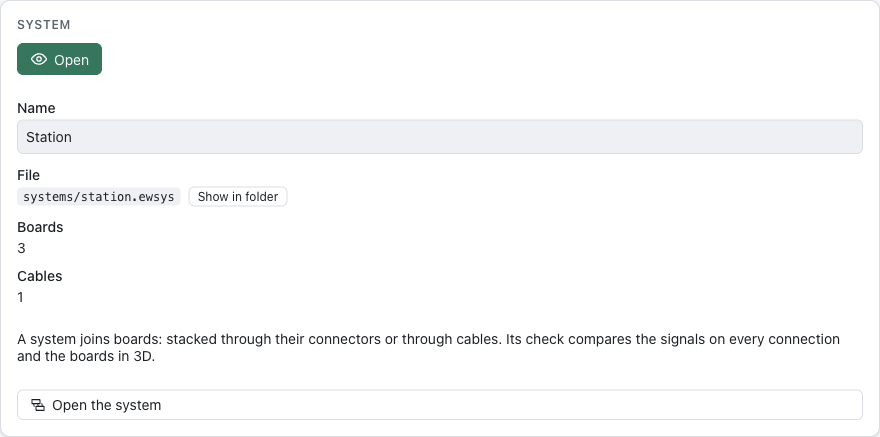 SYSTEM
Open
Name
Station
File
systems/station.ewsys Show in folder
Boards
3
Cables
1
A system joins boards: stacked through their connectors or through cables. Its check compares the signals on every connection
and the boards in 3D.
Open the system